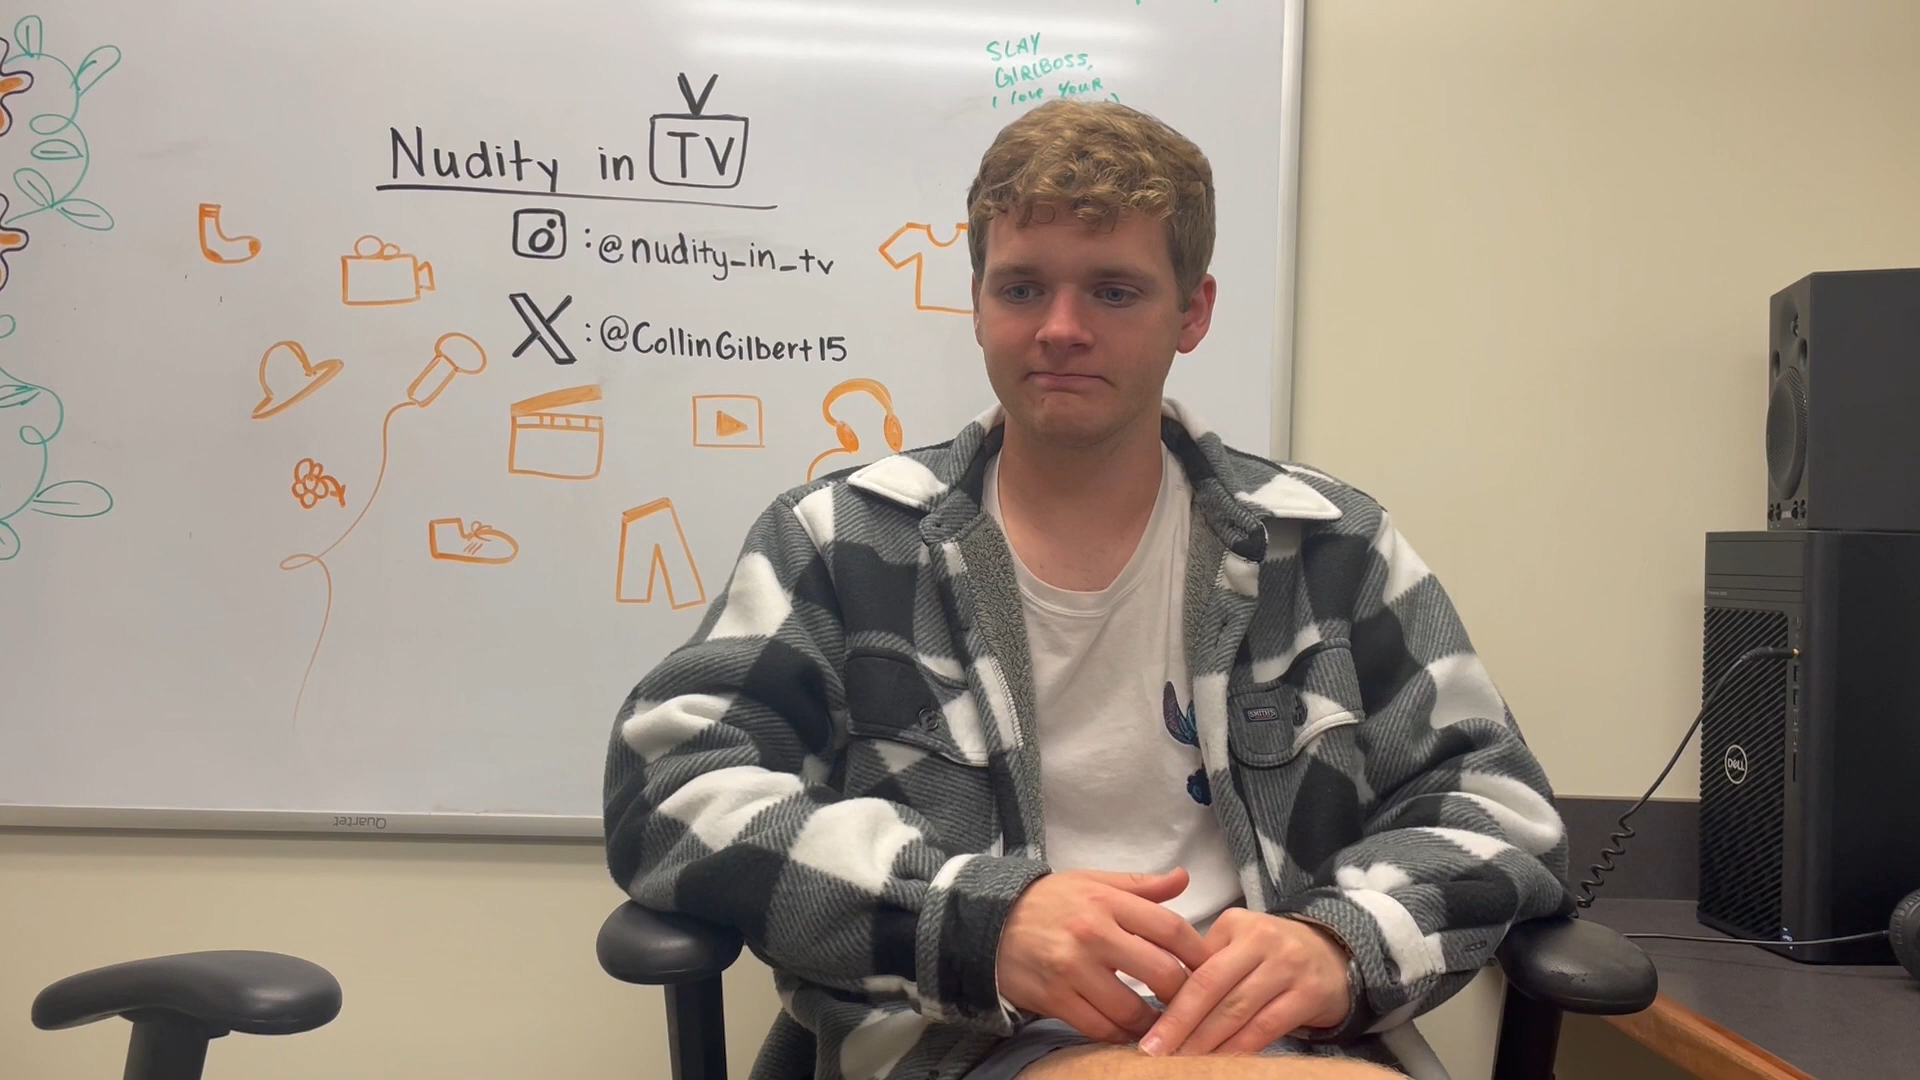 SLAY
GIRLBOSS,
I love YOUR
Nudity in TV
:@nudity_in_tv
X:@CollinGilbert15
Quartet
SMITH'S
DELL